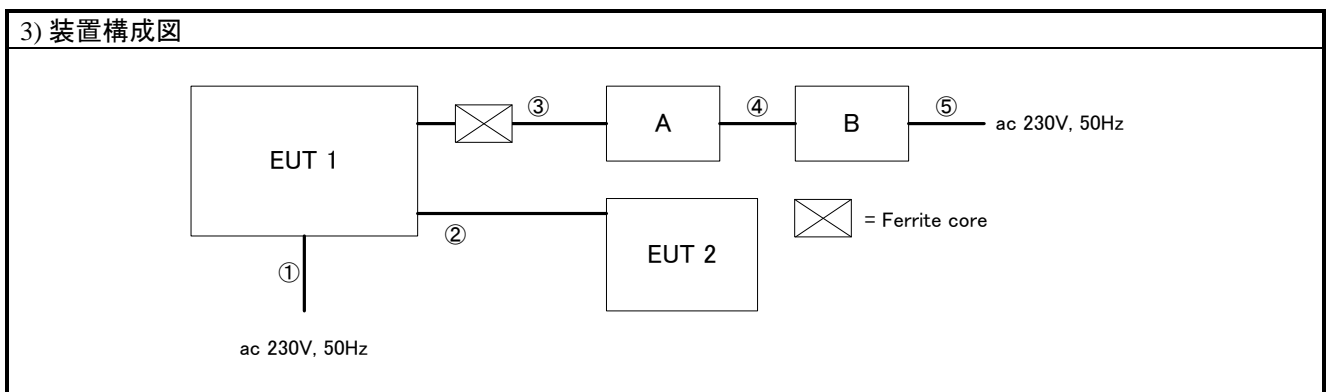 3) 装置構成図
③
④
⑤
A
B
ac 230V, 50Hz
EUT 1
= Ferrite core
②
EUT 2
①
ac 230V, 50Hz